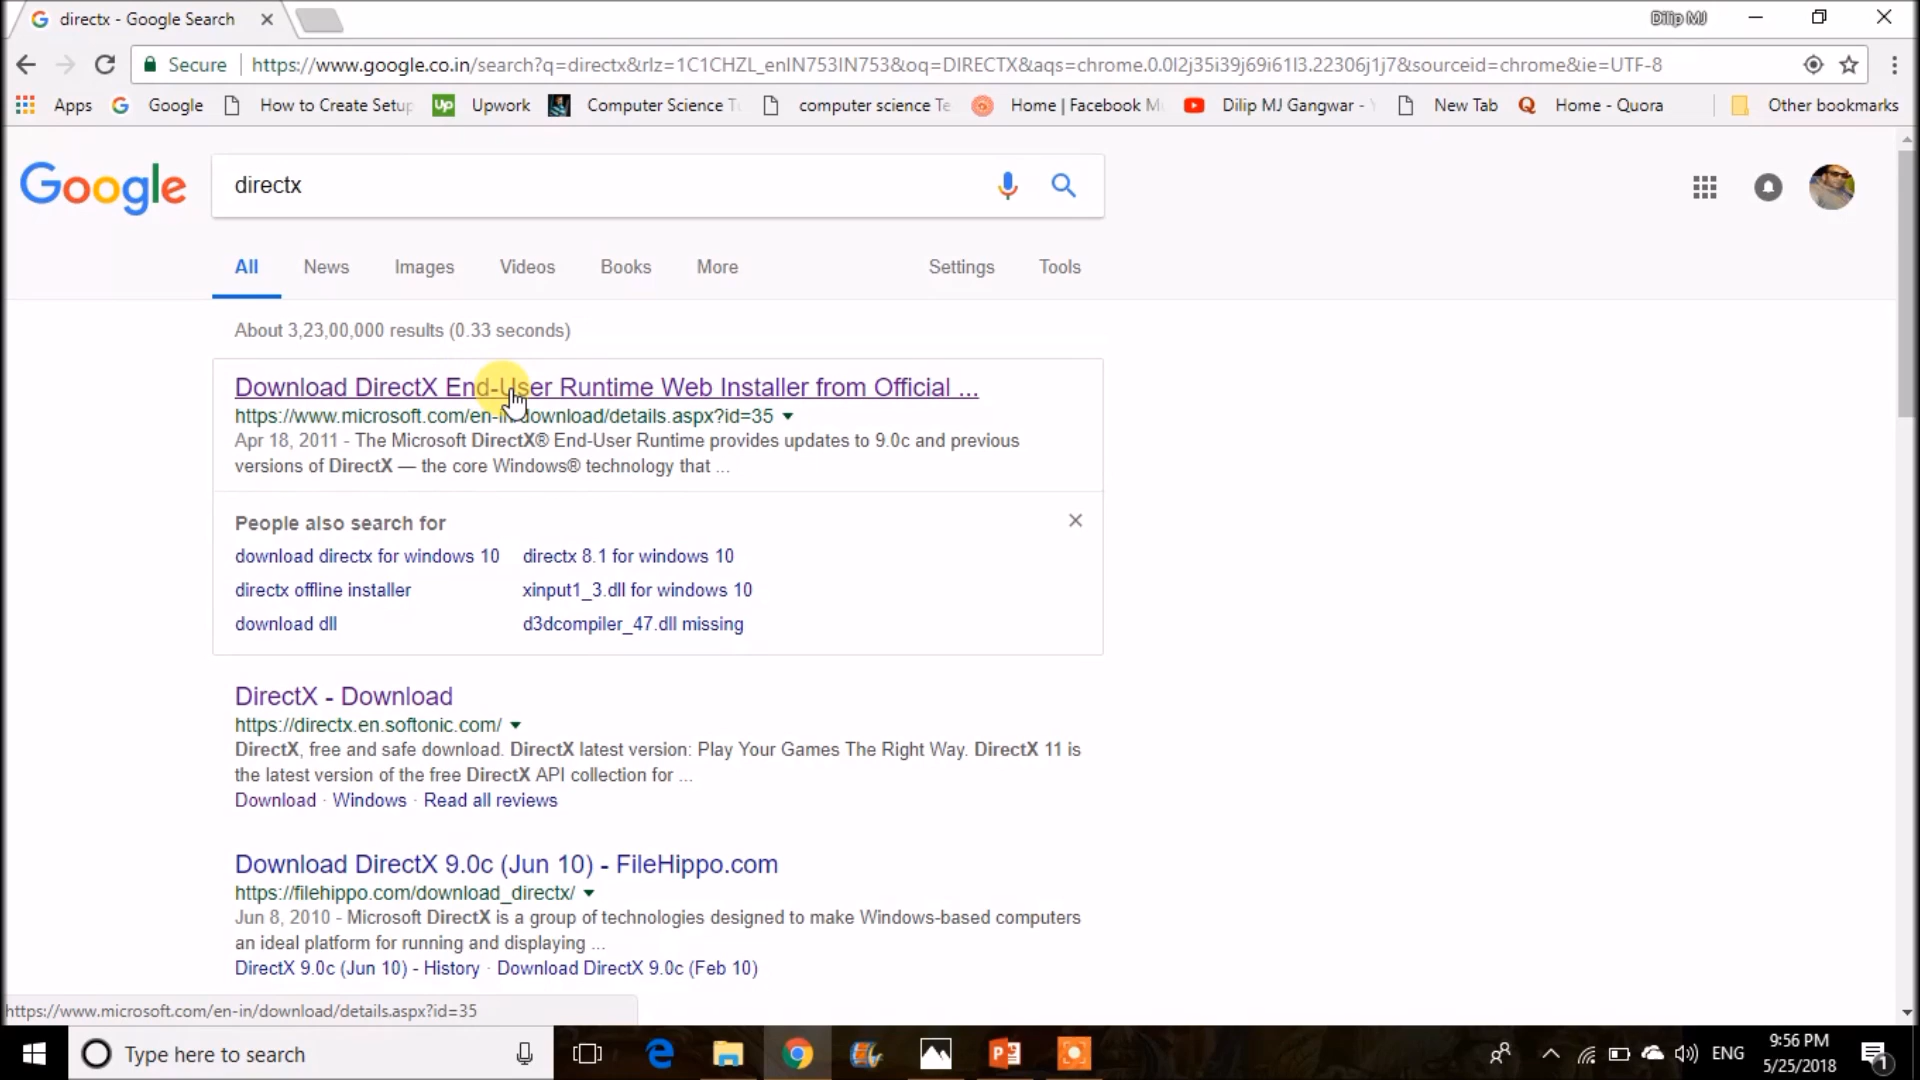 directx - Google Search
Dilip MJ
Secure
https://www.google.co.in/search?q=directx&rlz=1C1CHZL_enIN753IN753&oq=DIRECTX&aqs=chrome.0.0l2j35i39j69i61l3.22306j1j7&sourceid=chrome&ie=UTF-8
Apps Google How to Create Setup Upwork Computer Science computer science Te Home | Facebook Dilip MJ Gangwar - New Tab Home - Quora Other bookmarks
Google
directx
All News Images Videos Books More Settings Tools
About 3,23,00,000 results (0.33 seconds)
Download DirectX End-User Runtime Web Installer from Official ...
https://www.microsoft.com/en-in/download/details.aspx?id=35
Apr 18, 2011 - The Microsoft DirectX® End-User Runtime provides updates to 9.0c and previous
versions of DirectX — the core Windows® technology that ...
People also search for
download directx for windows 10 directx 8.1 for windows 10
directx offline installer xinput1_3.dll for windows 10
download dll d3dcompiler_47.dll missing
DirectX - Download
https://directx.en.softonic.com/
DirectX, free and safe download. DirectX latest version: Play Your Games The Right Way. DirectX 11 is
the latest version of the free DirectX API collection for ...
Download · Windows · Read all reviews
Download DirectX 9.0c (Jun 10) - FileHippo.com
https://filehippo.com/download_directx/
Jun 8, 2010 - Microsoft DirectX is a group of technologies designed to make Windows-based computers
an ideal platform for running and displaying ...
DirectX 9.0c (Jun 10) - History · Download DirectX 9.0c (Feb 10)
https://www.microsoft.com/en-in/download/details.aspx?id=35
Type here to search
ENG
9:56 PM
5/25/2018
1